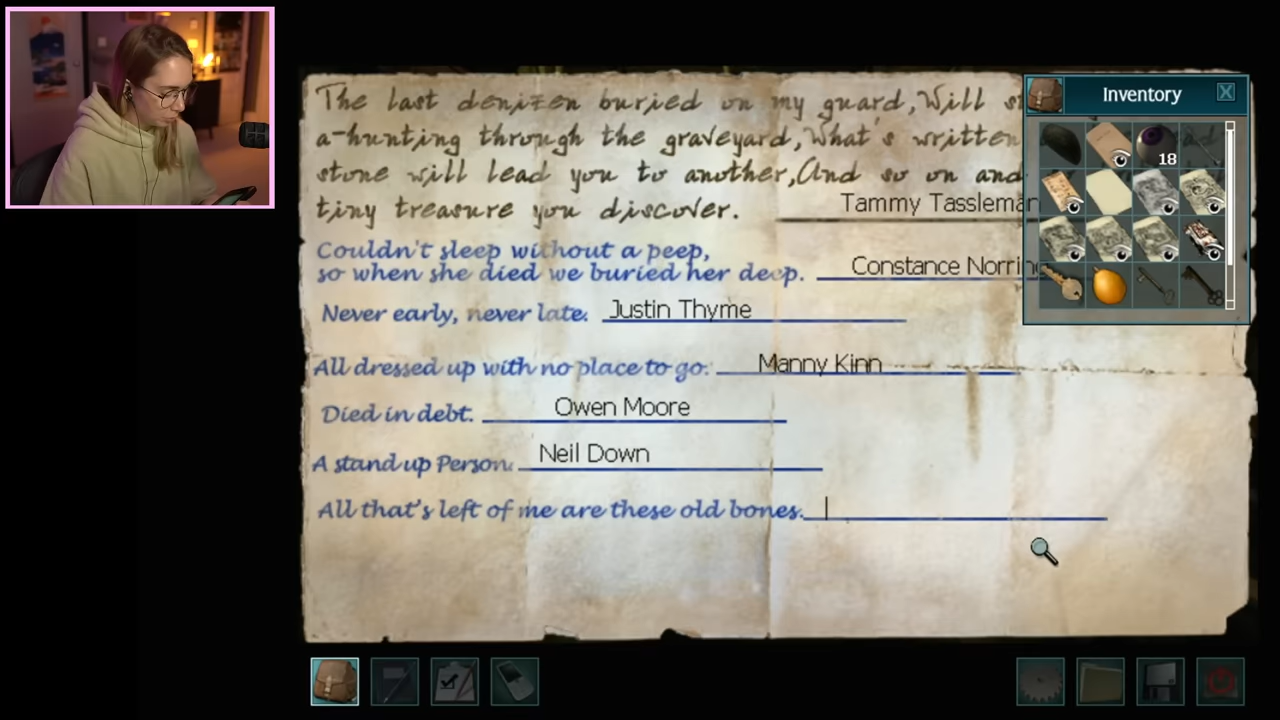 The last denizen buried on my guard, Will
a-hunting through the graveyard, What's written
stone will lead you to another, And so on and
tiny treasure you discover. Tammy Tassleman
Couldn't sleep without a peep,
so when she died we buried her deep. Constance Norring
Never early, never late. Justin Thyme
All dressed up with no place to go. Manny Kinn
Died in debt. Owen Moore
A stand up Person. Neil Down
All that's left of me are these old bones.
Inventory
18